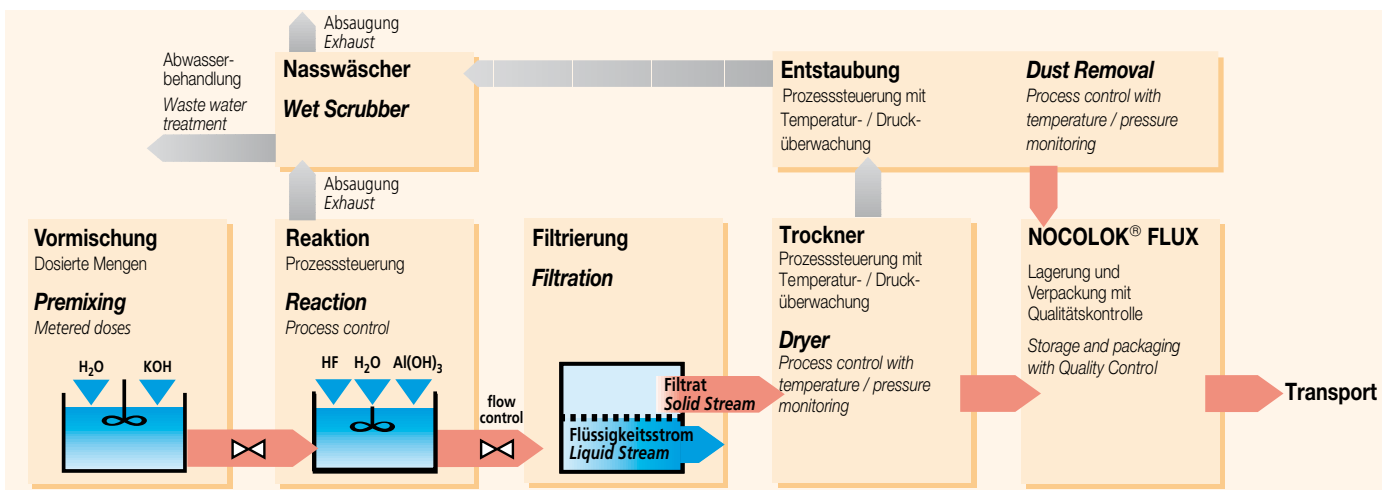 Absaugung
Exhaust
Abwasser-
behandlung
Waste water
treatment
Nasswäscher
Wet Scrubber
Entstaubung
Prozesssteuerung mit
Temperatur- / Druck-
überwachung
Dust Removal
Process control with
temperature / pressure
monitoring
Absaugung
Exhaust
Vormischung
Dosierte Mengen
Premixing
Metered doses
H2O KOH
Reaktion
Prozesssteuerung
Reaction
Process control
HF H2O Al(OH)3
flow
control
Filtrierung
Filtration
Filtrat
Solid Stream
Flüssigkeitsstrom
Liquid Stream
Trockner
Prozesssteuerung mit
Temperatur- / Druck-
überwachung
Dryer
Process control with
temperature / pressure
monitoring
NOCOLOK® FLUX
Lagerung und
Verpackung mit
Qualitätskontrolle
Storage and packaging
with Quality Control
Transport